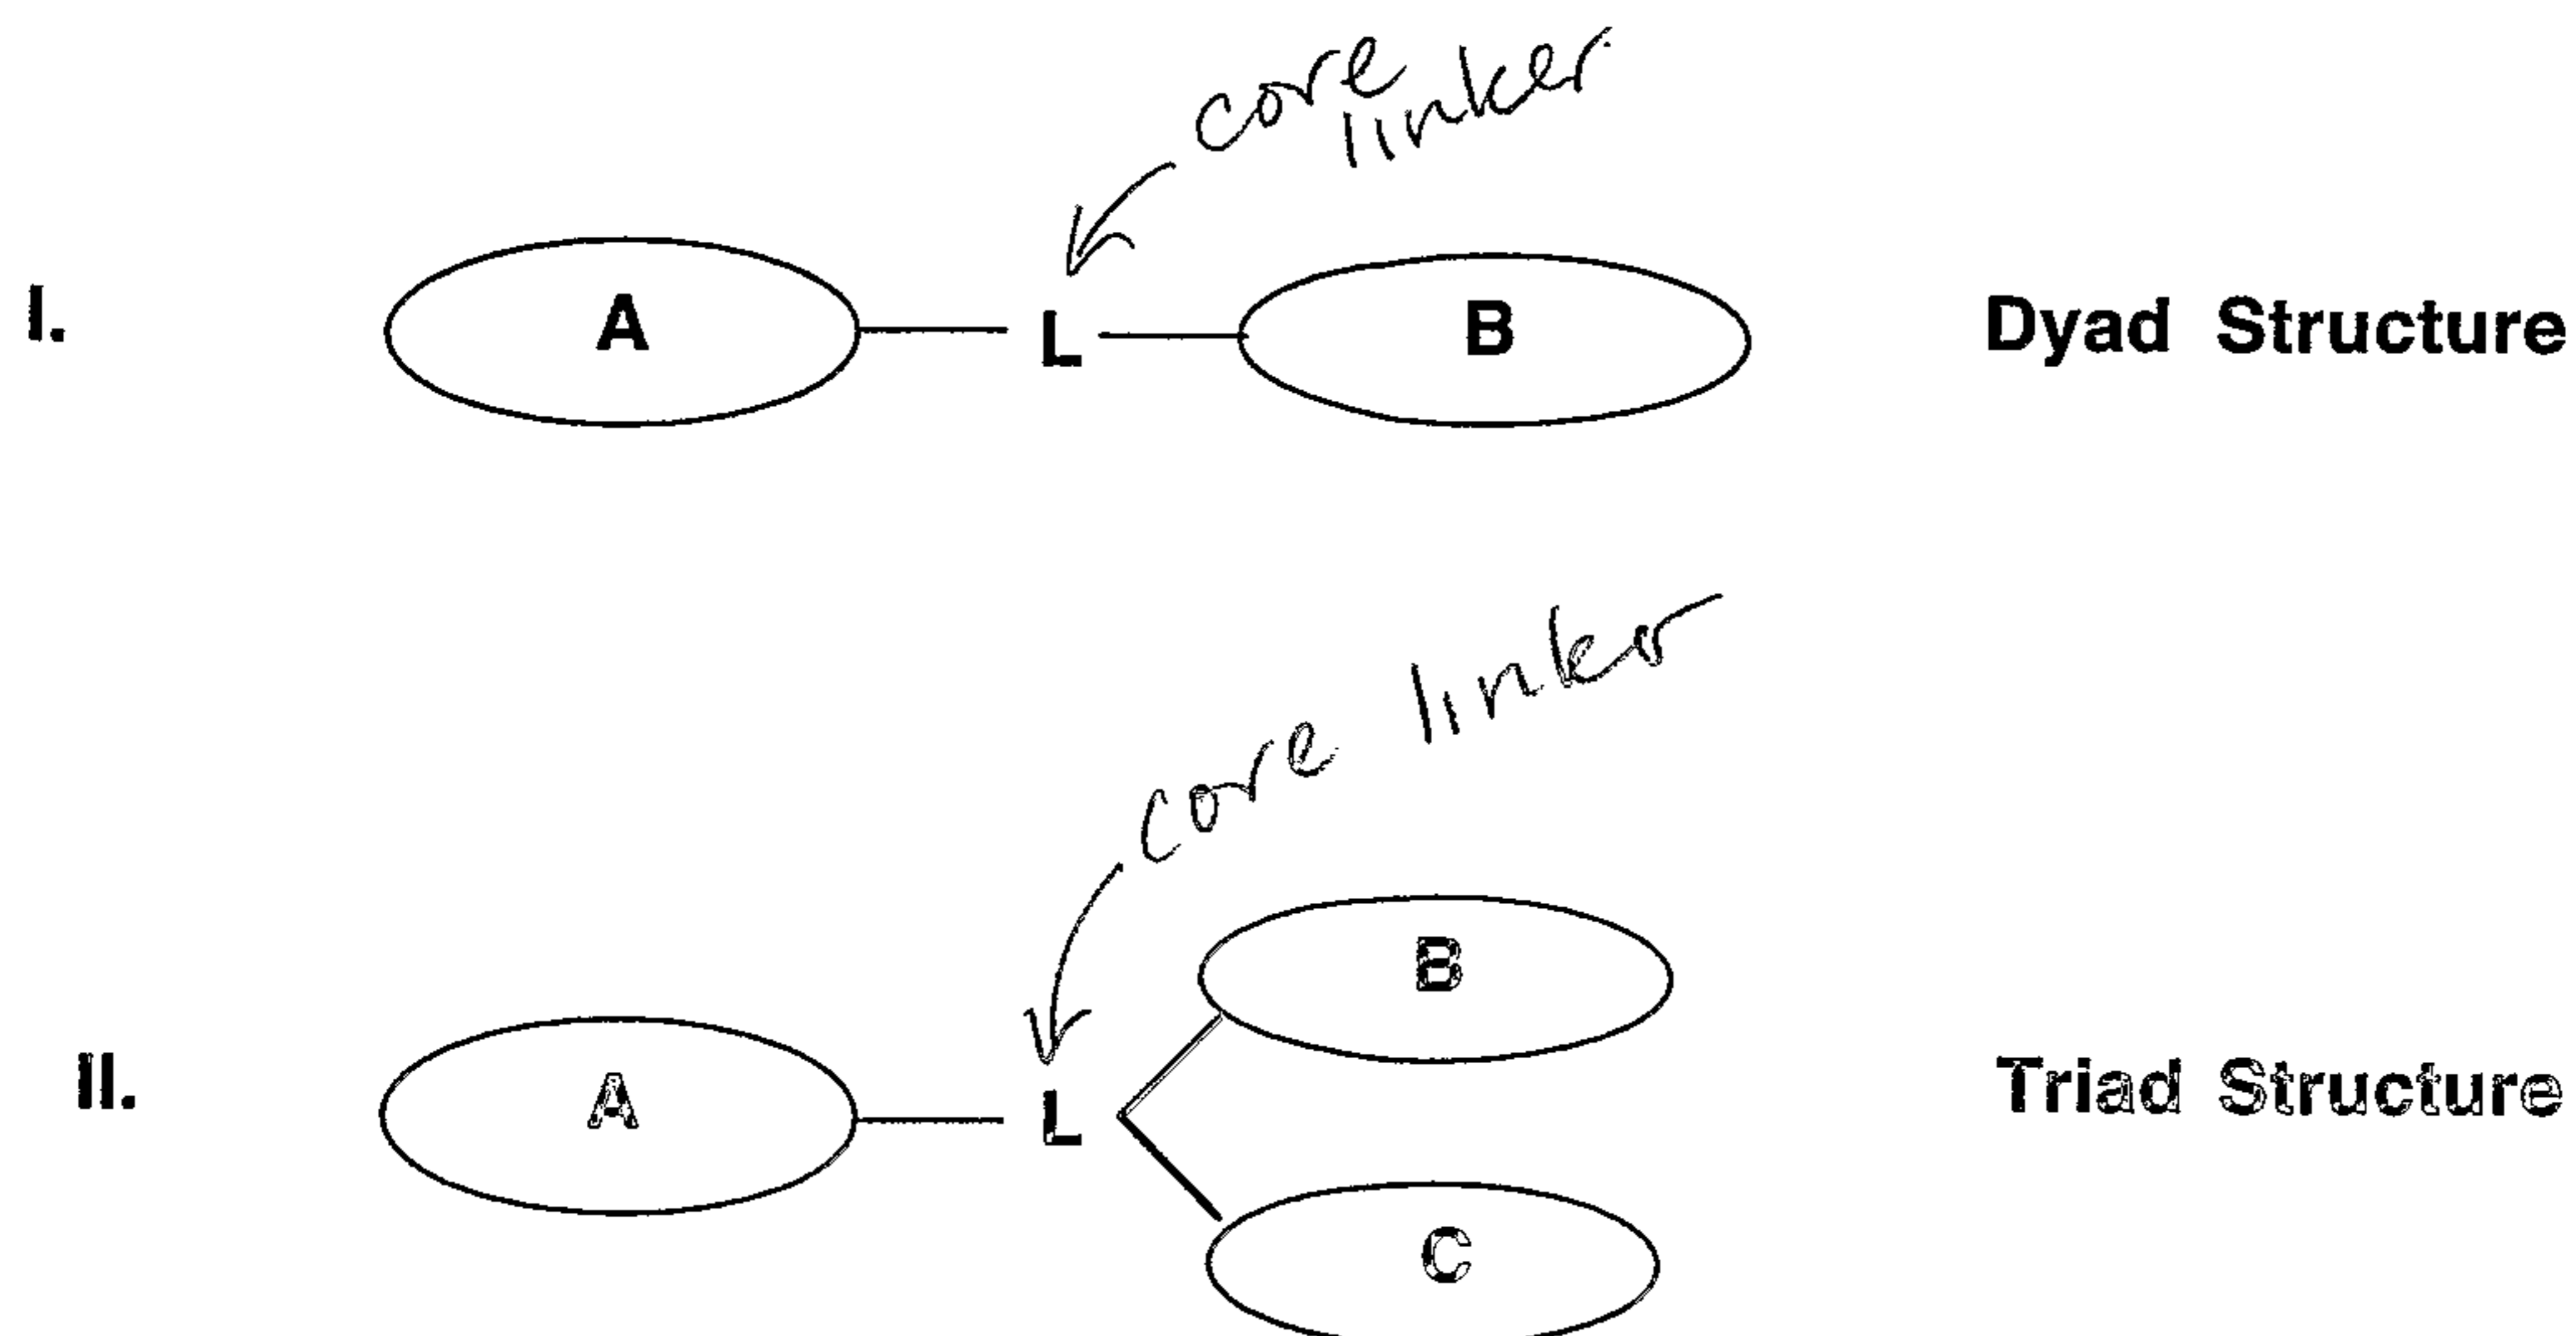 core
linker
I. A L B Dyad Structure
core linker
B
II. A L Triad Structure
C